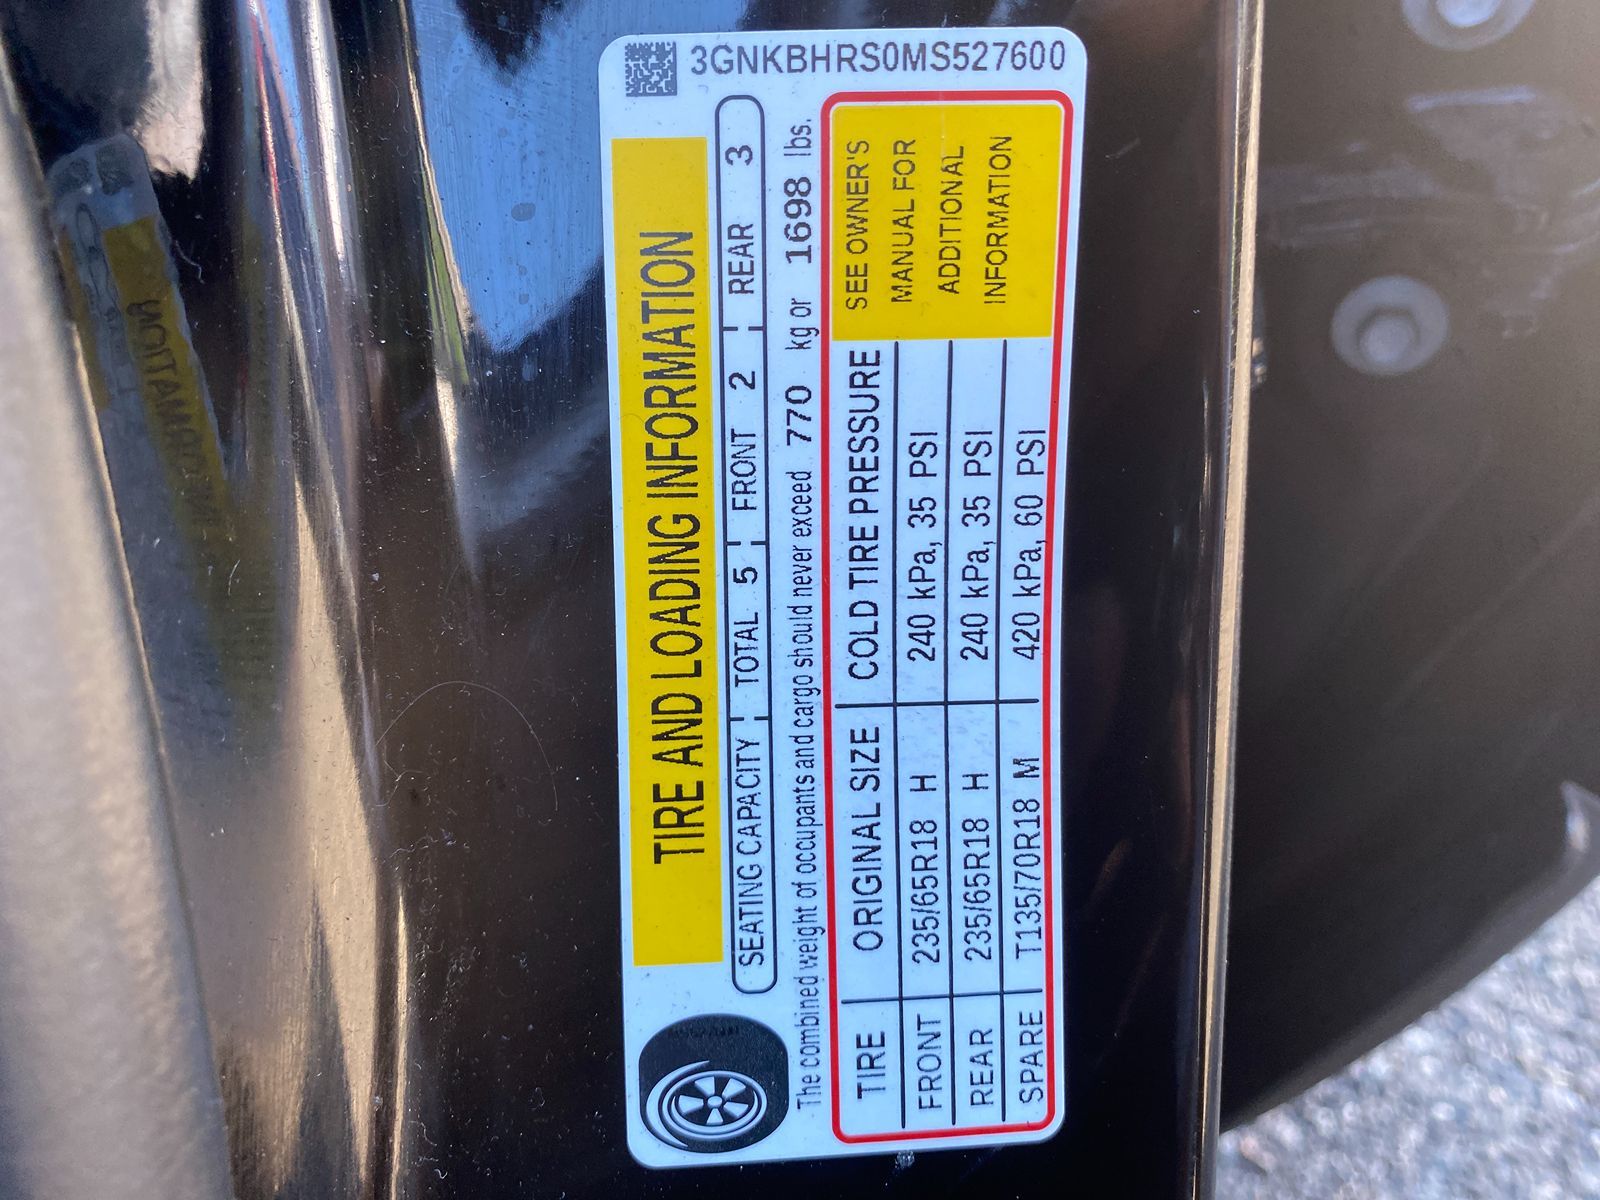 3GNKBHRS0MS527600
TIRE AND LOADING INFORMATION
SEATING CAPACITY TOTAL 5 FRONT 2 REAR 3
The combined weight of occupants and cargo should never exceed 770 kg or 1698 lbs.
TIRE ORIGINAL SIZE COLD TIRE PRESSURE
FRONT 235/65R18 H 240 kPa, 35 PSI
REAR 235/65R18 H 240 kPa, 35 PSI
SPARE T135/70R18 M 420 kPa, 60 PSI
SEE OWNER'S
MANUAL FOR
ADDITIONAL
INFORMATION